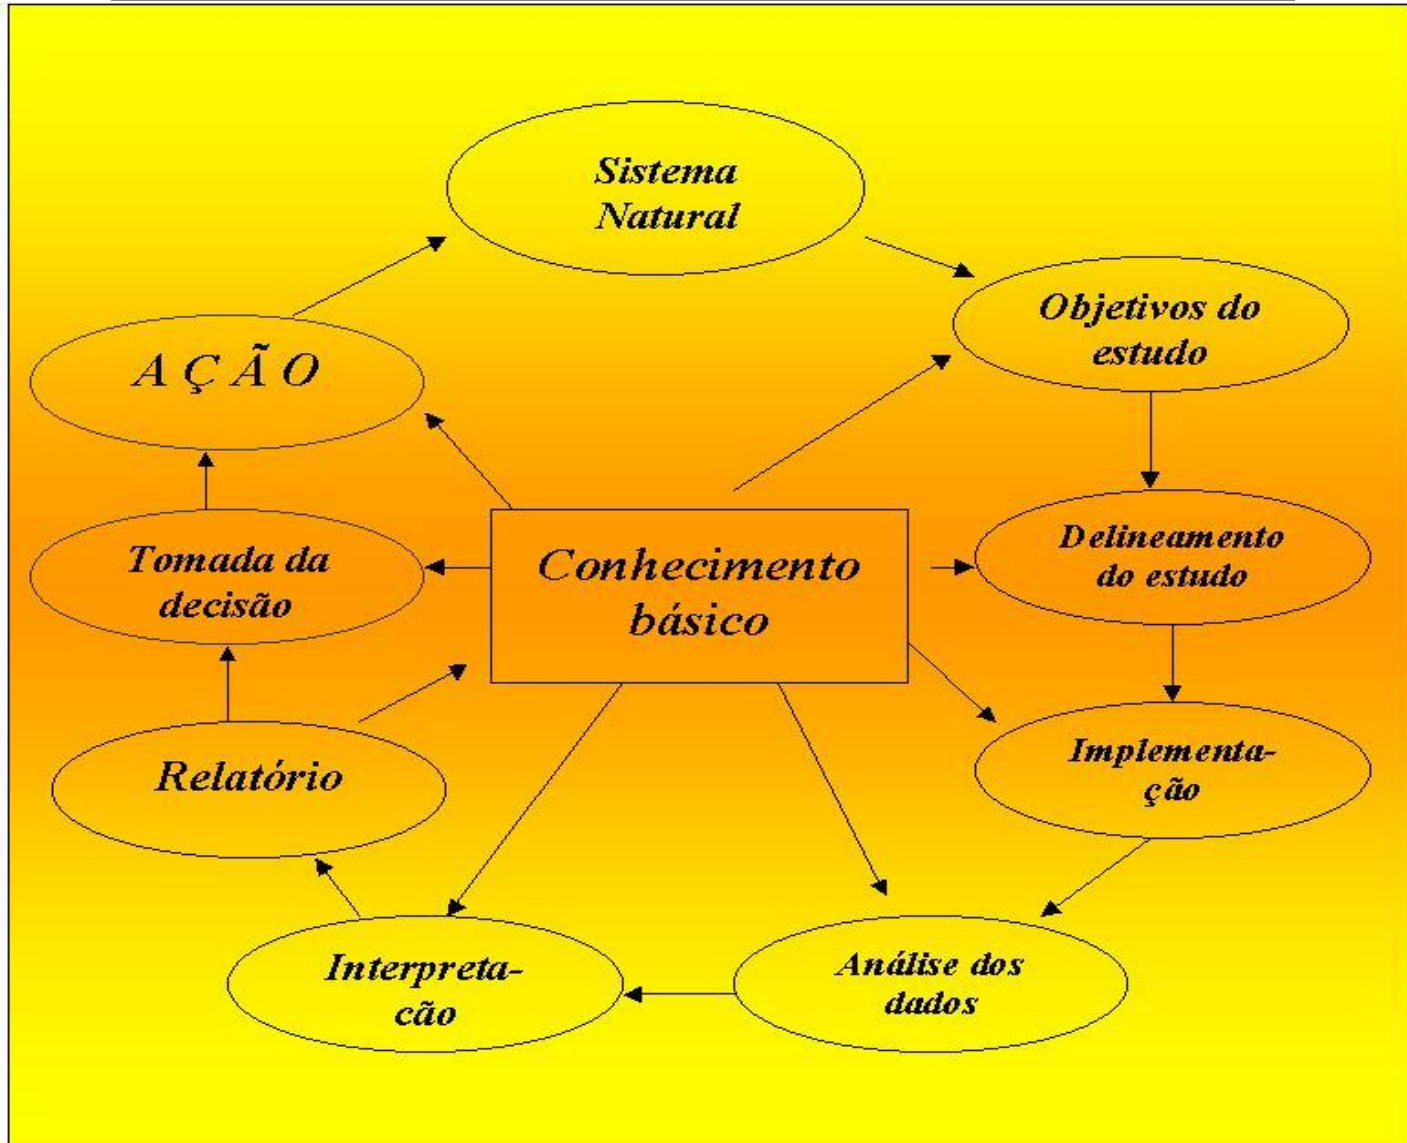 Sistema
Natural
Objetivos do
estudo
A Ç Ã O
Delineamento
do estudo
Tomada da
decisão
Conhecimento
básico
Implementa-
ção
Relatório
Análise dos
dados
Interpreta-
cão